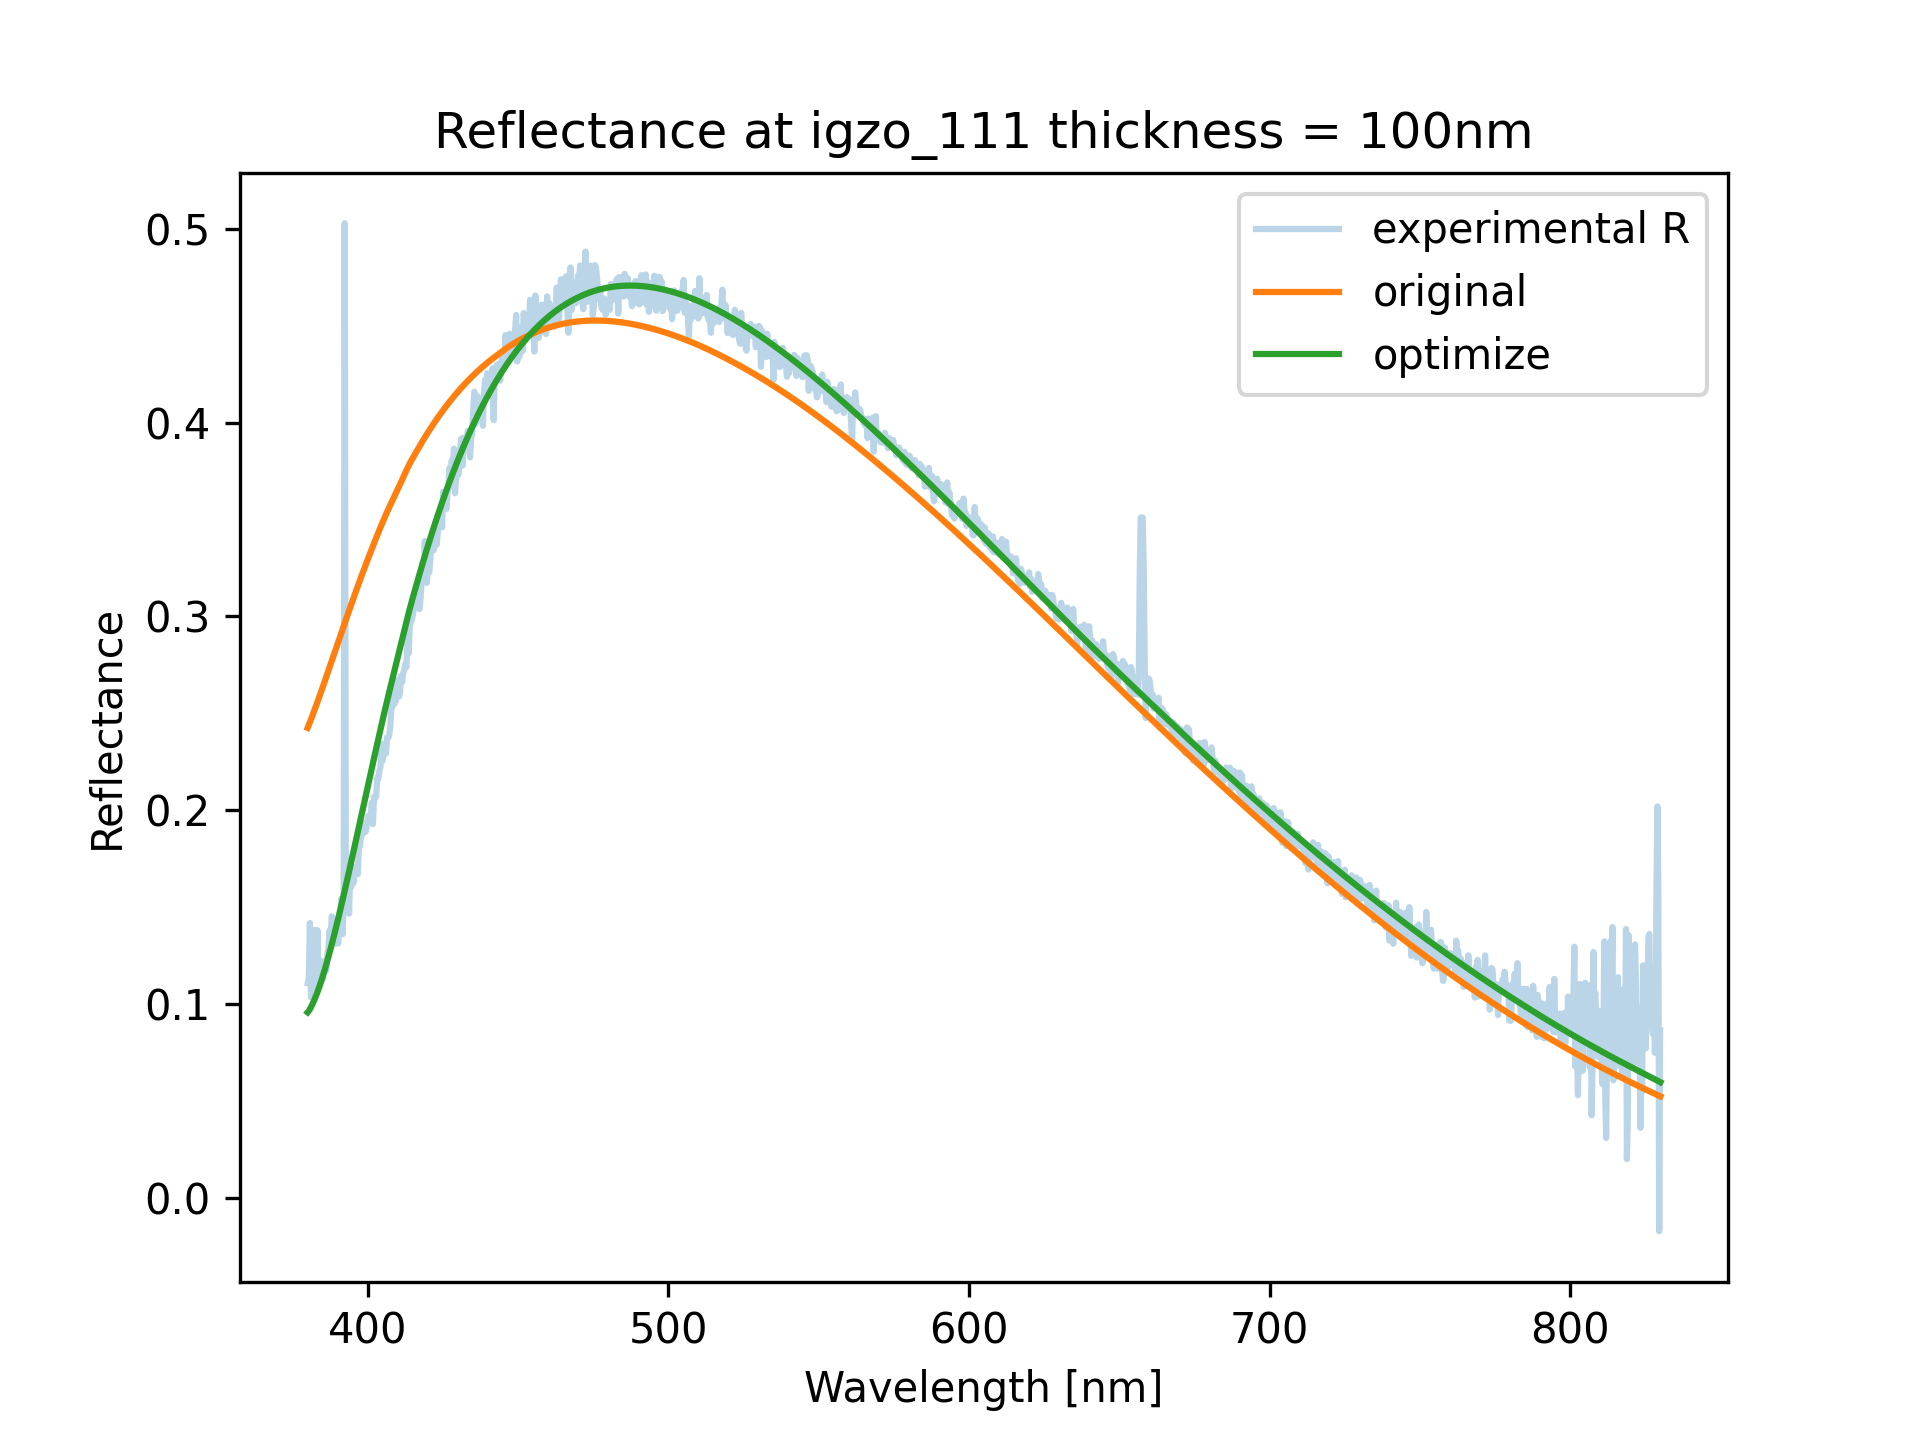 Reflectance at igzo_111 thickness = 100nm
experimental R
original
optimize
Reflectance
0.5
0.4
0.3
0.2
0.1
0.0
400 500 600 700 800
Wavelength [nm]